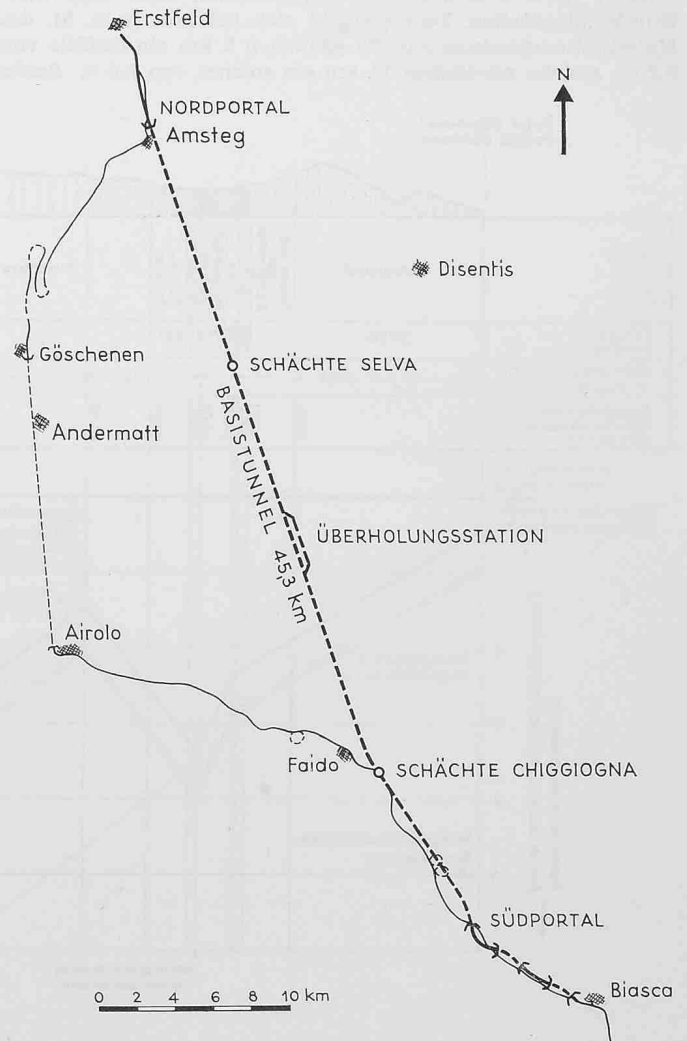 Erstfeld
N
NORDPORTAL
Amsteg
Disentis
Göschenen
SCHÄCHTE SELVA
BASISTUNNEL 45,3 km
Andermatt
ÜBERHOLUNGSSTATION
Airolo
Faido
SCHÄCHTE CHIGGIOGNA
SÜDPORTAL
Biasca
0 2 4 6 8 10 km